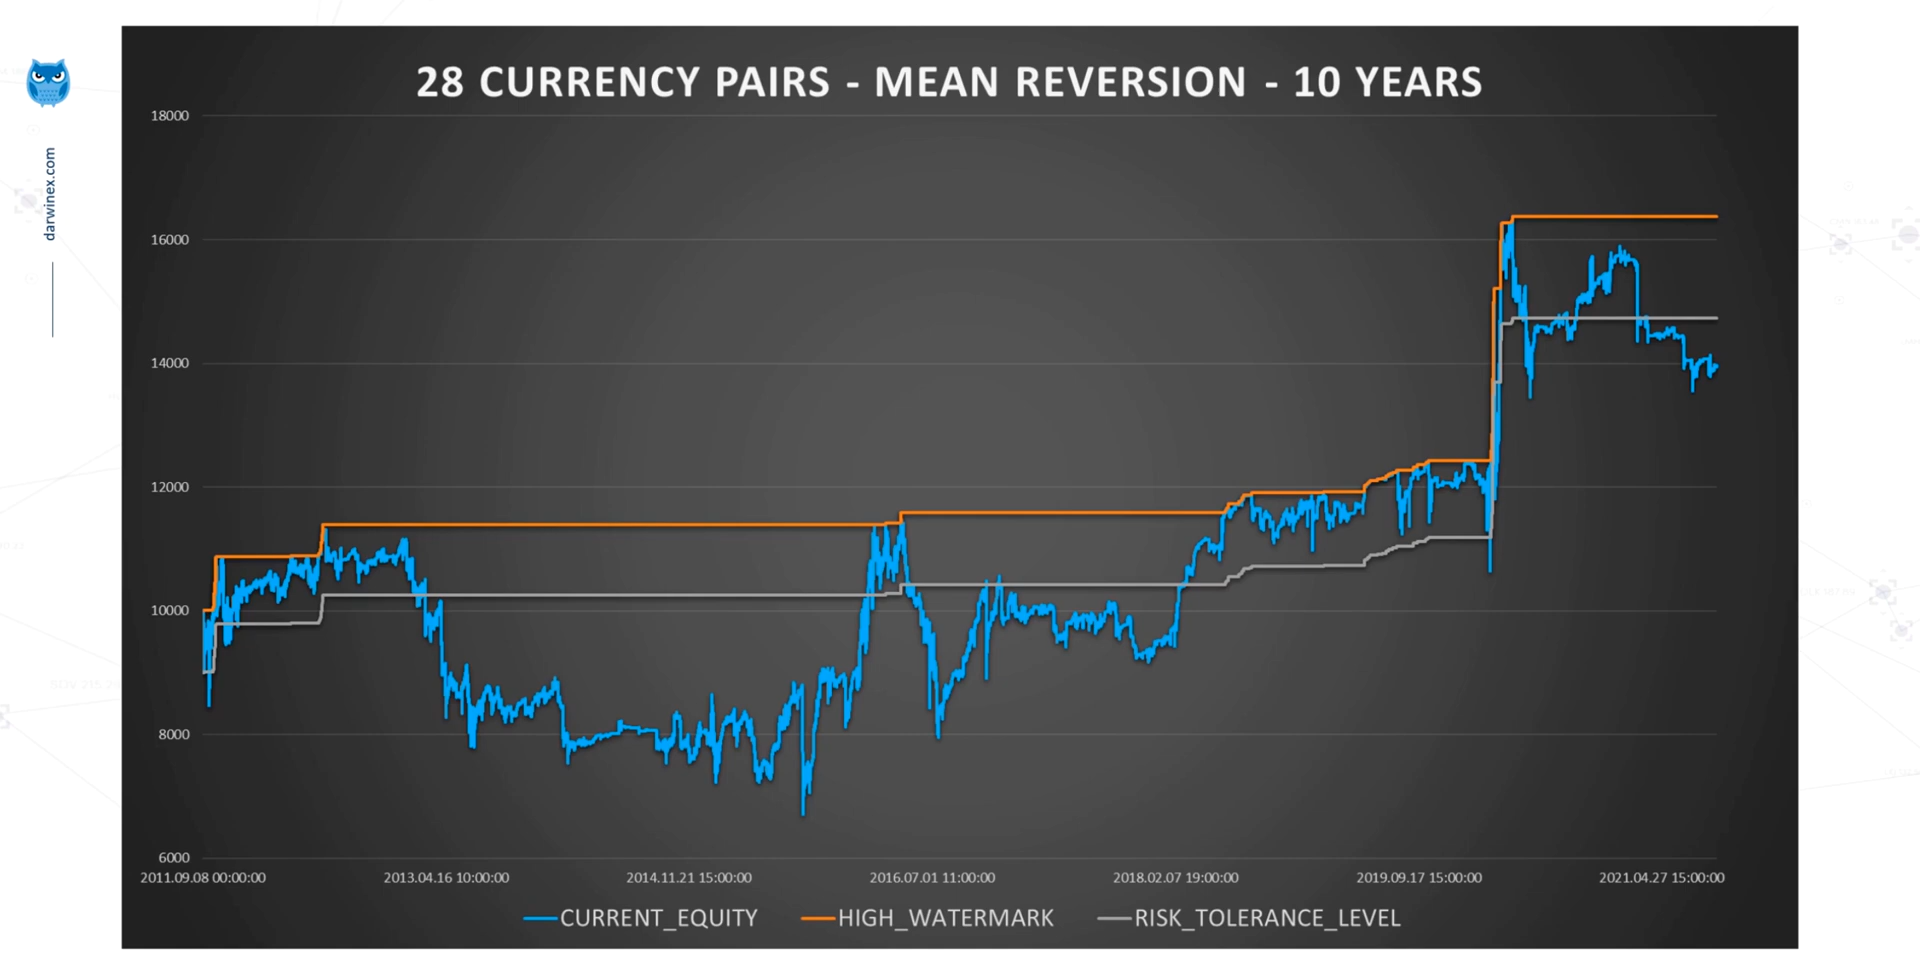 28 CURRENCY PAIRS - MEAN REVERSION - 10 YEARS
darwinex.com
18000
16000
14000
12000
10000
8000
6000
2011.09.08 00:00:00 2013.04.16 10:00:00 2014.11.21 15:00:00 2016.07.01 11:00:00 2018.02.07 19:00:00 2019.09.17 15:00:00 2021.04.27 15:00:00
CURRENT_EQUITY HIGH_WATERMARK RISK_TOLERANCE_LEVEL